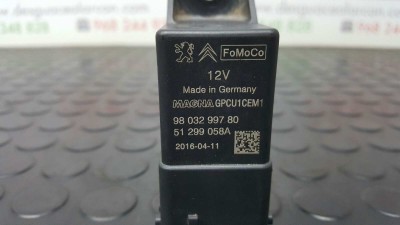 FoMoCo
12V
Made in Germany
MAGNA GPCU1CEM1
98 032 997 80
51 299 058A
2016-04-11